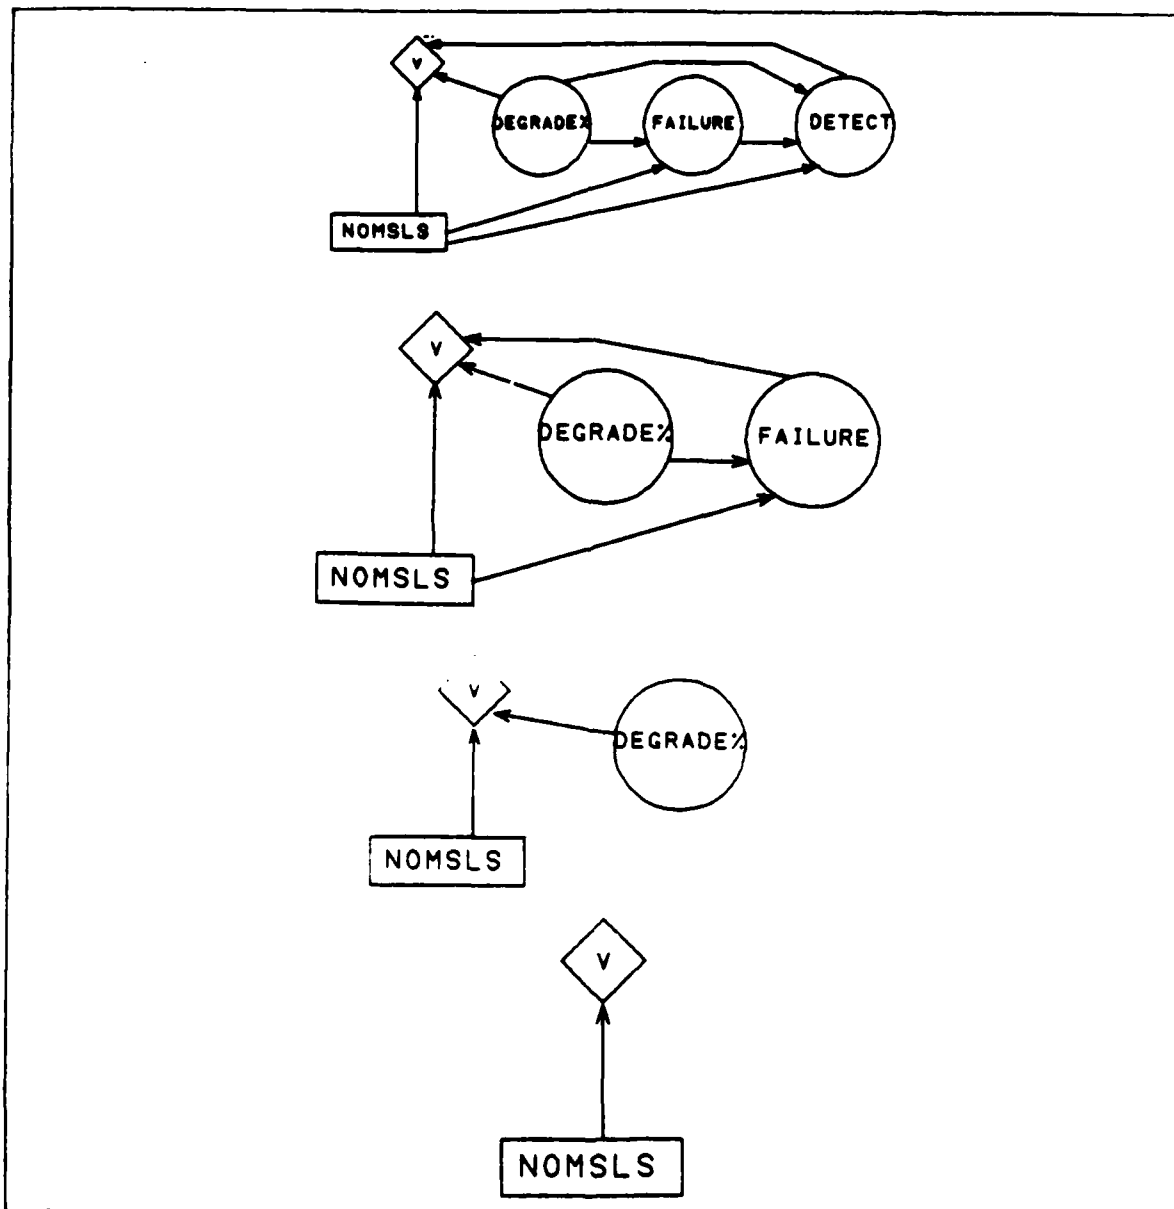 V
DEGRADE% FAILURE DETECT
NOMSLS
V
DEGRADE% FAILURE
NOMSLS
V
DEGRADE%
NOMSLS
V
NOMSLS